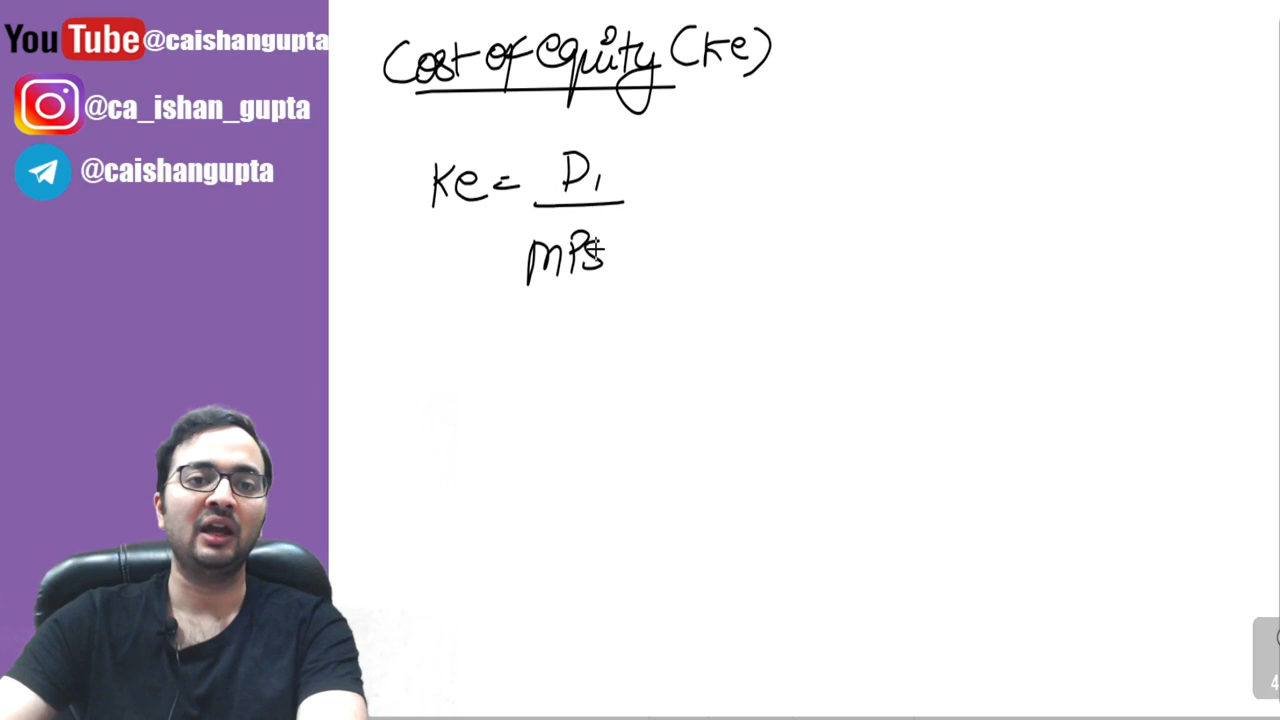 YouTube @caishangupta
@ca_ishan_gupta
@caishangupta
Cost of equity (Ke)
Ke = D1
MPS